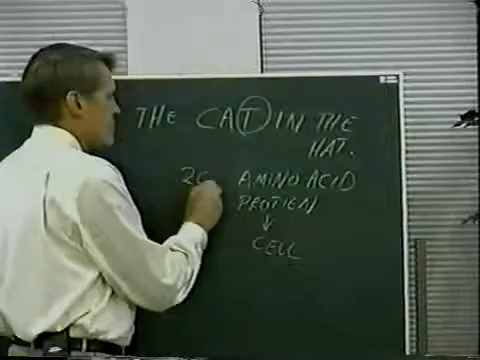 THE CAT IN THE
HAT.
20 AMINO ACID
PROTIEN
↓
CELL